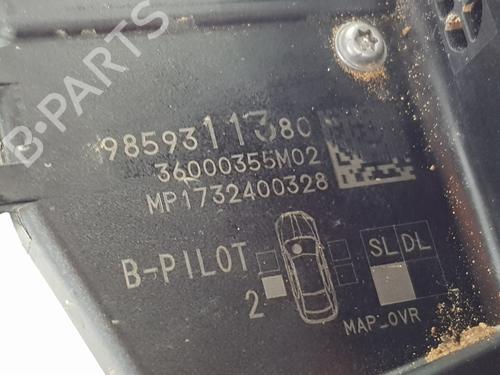 B-PARTS
9859311380
36000355M02
MP1732400328
B-PILOT
2
SL DL
MAP_OVR